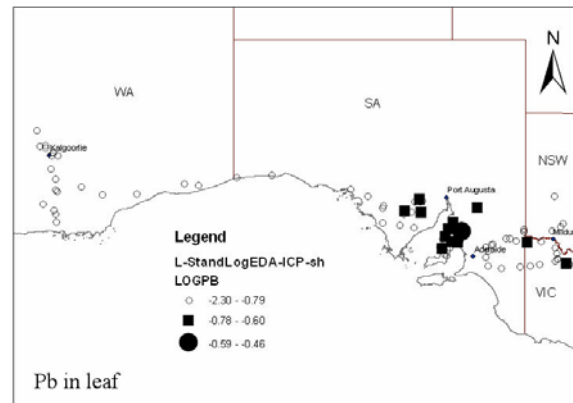 N
WA
SA
NSW
Kalgoorlie
Port Augusta
Adelaide
VIC
Legend
L-StandLogEDA-ICP-sh
LOGPB
-2.30 - -0.79
-0.78 - -0.60
-0.59 - -0.46
Pb in leaf